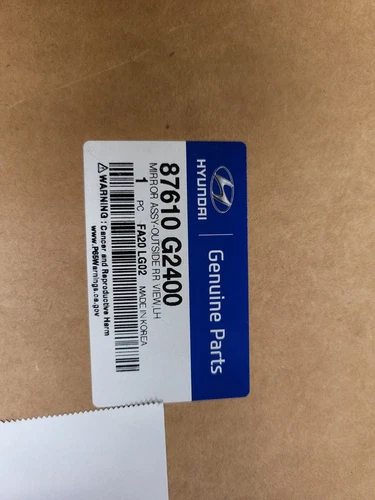 HYUNDAI
Genuine Parts
87610 G2400
MIRROR ASSY-OUTSIDE RR VIEW,LH
1 PC FA20 LG02 MADE IN KOREA
WARNING : Cancer and Reproductive Harm
www.P65Warnings.ca.gov